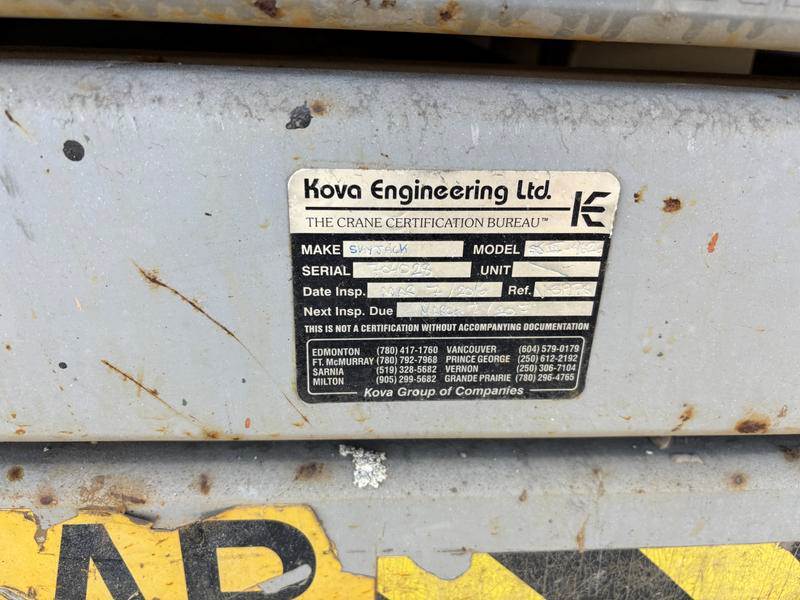 Kova Engineering Ltd. KE
THE CRANE CERTIFICATION BUREAU™
MAKE SKYJACK MODEL
SERIAL UNIT
Date Insp. Ref.
Next Insp. Due
THIS IS NOT A CERTIFICATION WITHOUT ACCOMPANYING DOCUMENTATION
EDMONTON (780) 417-1760 VANCOUVER (604) 579-0179
FT. McMURRAY (780) 792-7968 PRINCE GEORGE (250) 612-2192
SARNIA (519) 328-5682 VERNON (250) 306-7104
MILTON (905) 299-5682 GRANDE PRAIRIE (780) 296-4765
Kova Group of Companies